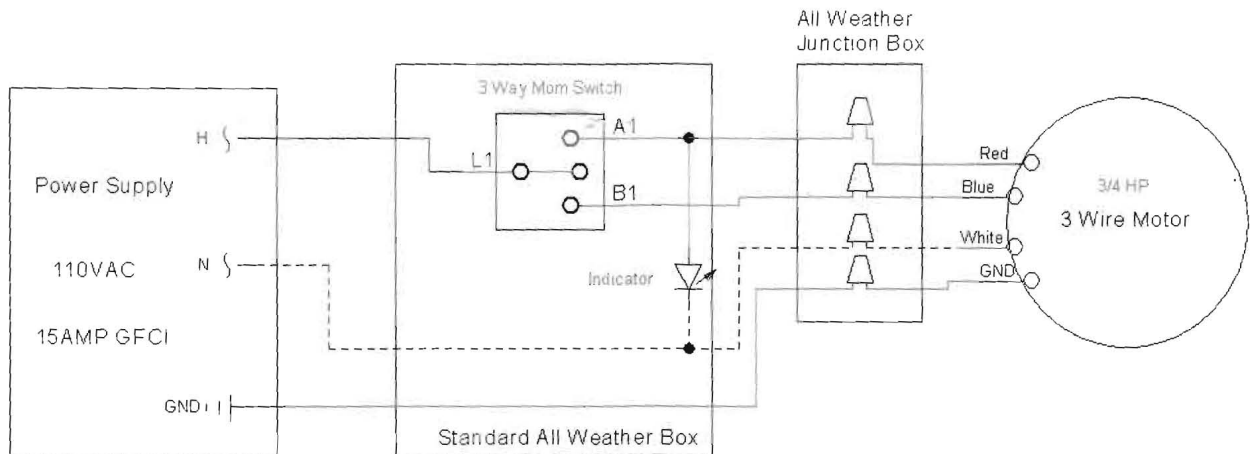 All Weather
Junction Box
3 Way Mom Switch
H
A1
L1
B1
Red
Blue
White
GND
3/4 HP
3 Wire Motor
Power Supply
110VAC
15AMP GFCI
N
GND
Indicator
Standard All Weather Box